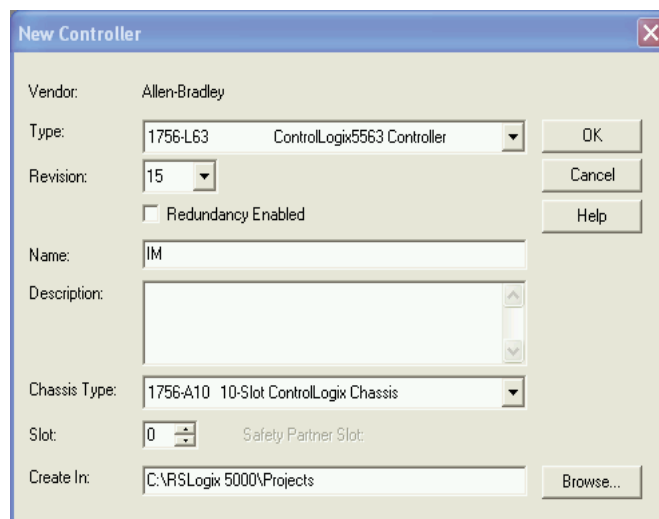 New Controller
Vendor: Allen-Bradley
Type: 1756-L63 ControlLogix5563 Controller OK
Revision: 15 Cancel
Redundancy Enabled Help
Name: IM
Description:
Chassis Type: 1756-A10 10-Slot ControlLogix Chassis
Slot: 0 Safety Partner Slot:
Create In: C:\RSLogix 5000\Projects Browse...